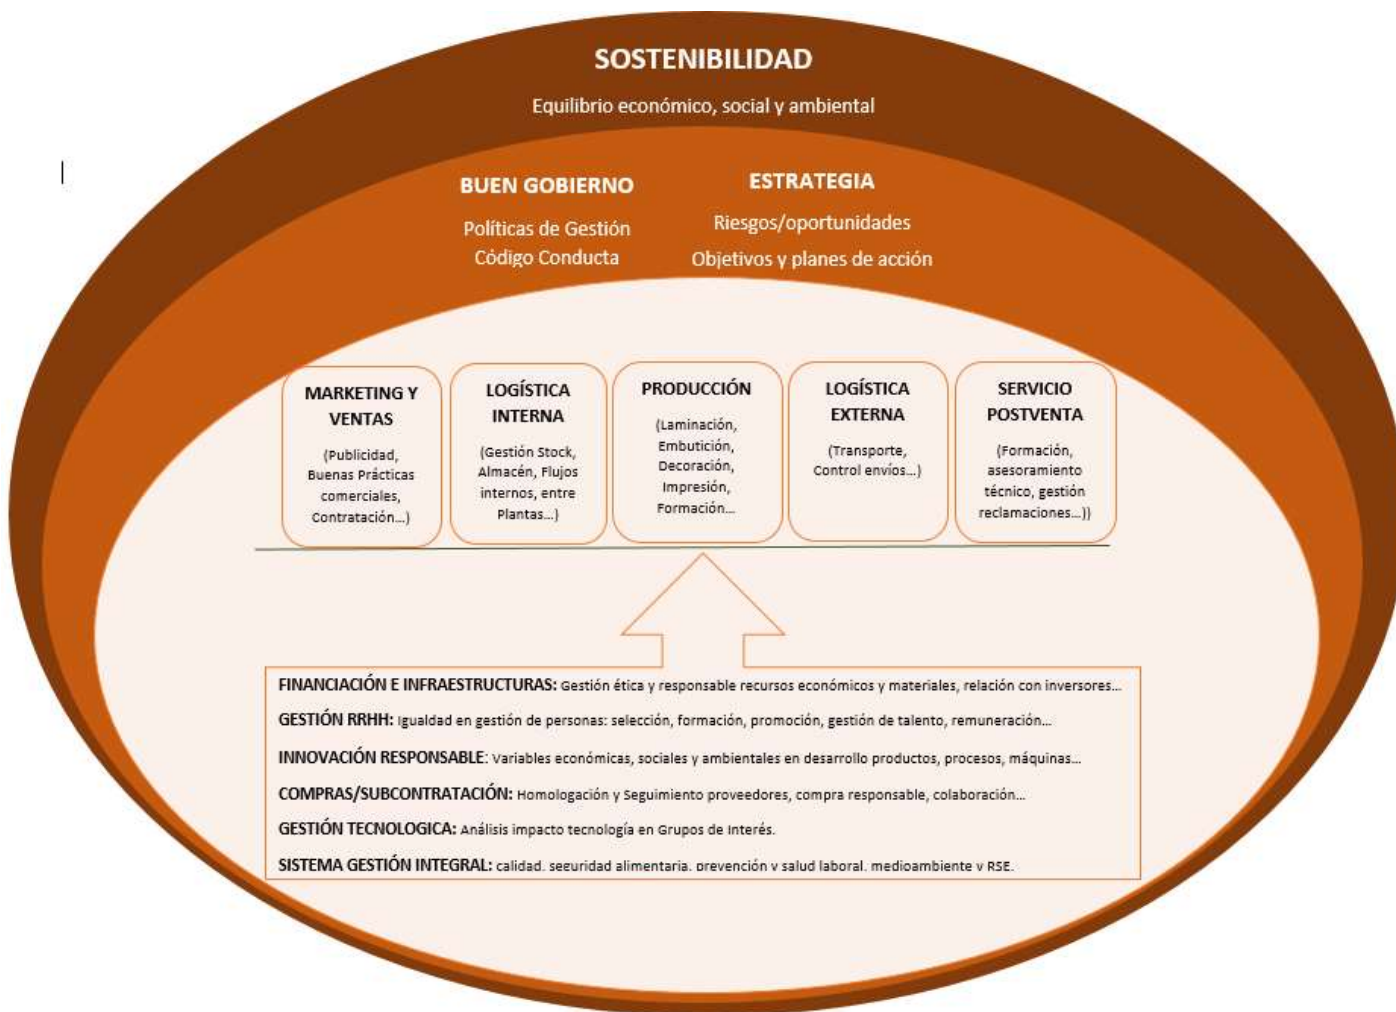 SOSTENIBILIDAD
Equilibrio económico, social y ambiental
BUEN GOBIERNO
Políticas de Gestión
Código Conducta
ESTRATEGIA
Riesgos/oportunidades
Objetivos y planes de acción
MARKETING Y
VENTAS
(Publicidad,
Buenas Prácticas
comerciales,
Contratación...)
LOGÍSTICA
INTERNA
(Gestión Stock,
Almacén, Flujos
internos, entre
Plantas...)
PRODUCCIÓN
(Laminación,
Embutición,
Decoración,
Impresión,
Formación...
LOGÍSTICA
EXTERNA
(Transporte,
Control envíos...)
SERVICIO
POSTVENTA
(Formación,
asesoramiento
técnico, gestión
reclamaciones...))
FINANCIACIÓN E INFRAESTRUCTURAS: Gestión ética y responsable recursos económicos y materiales, relación con inversores...
GESTIÓN RRHH: Igualdad en gestión de personas: selección, formación, promoción, gestión de talento, remuneración...
INNOVACIÓN RESPONSABLE: Variables económicas, sociales y ambientales en desarrollo productos, procesos, máquinas...
COMPRAS/SUBCONTRATACIÓN: Homologación y Seguimiento proveedores, compra responsable, colaboración...
GESTIÓN TECNOLOGICA: Análisis impacto tecnología en Grupos de Interés.
SISTEMA GESTIÓN INTEGRAL: calidad, seguridad alimentaria, prevención y salud laboral, medioambiente y RSE.